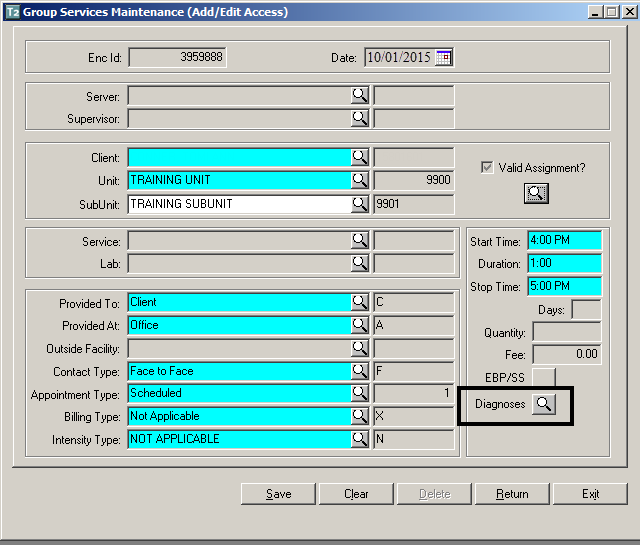 T2 Group Services Maintenance (Add/Edit Access)
Enc Id: 3959888 Date: 10/01/2015
Server:
Supervisor:
Client:
Unit: TRAINING UNIT 9900
SubUnit: TRAINING SUBUNIT 9901
Valid Assignment?
Service:
Lab:
Start Time: 4:00 PM
Duration: 1:00
Stop Time: 5:00 PM
Days:
Quantity:
Fee: 0.00
EBP/SS
Diagnoses
Provided To: Client C
Provided At: Office A
Outside Facility:
Contact Type: Face to Face F
Appointment Type: Scheduled 1
Billing Type: Not Applicable X
Intensity Type: NOT APPLICABLE N
Save Clear Delete Return Exit